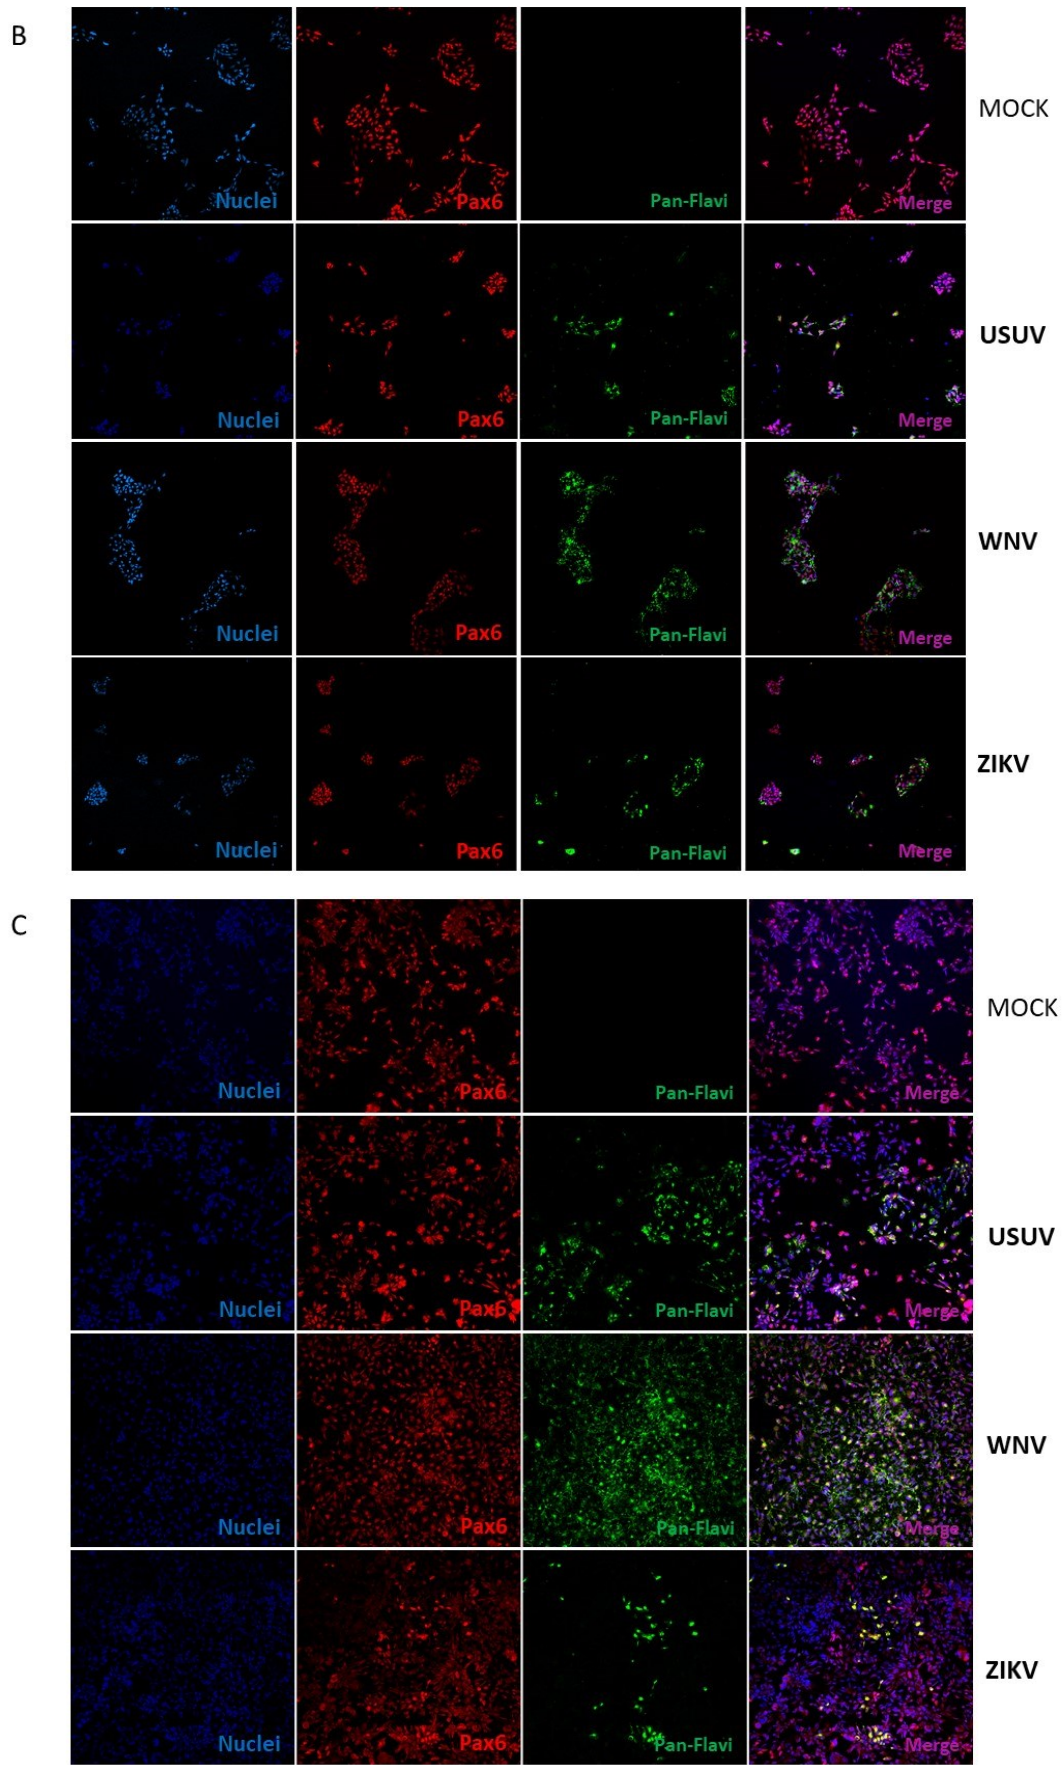 B
Nuclei Pax6 Pan-Flavi Merge MOCK
Nuclei Pax6 Pan-Flavi Merge USUV
Nuclei Pax6 Pan-Flavi Merge WNV
Nuclei Pax6 Pan-Flavi Merge ZIKV
C
Nuclei Pax6 Pan-Flavi Merge MOCK
Nuclei Pax6 Pan-Flavi Merge USUV
Nuclei Pax6 Pan-Flavi Merge WNV
Nuclei Pax6 Pan-Flavi Merge ZIKV